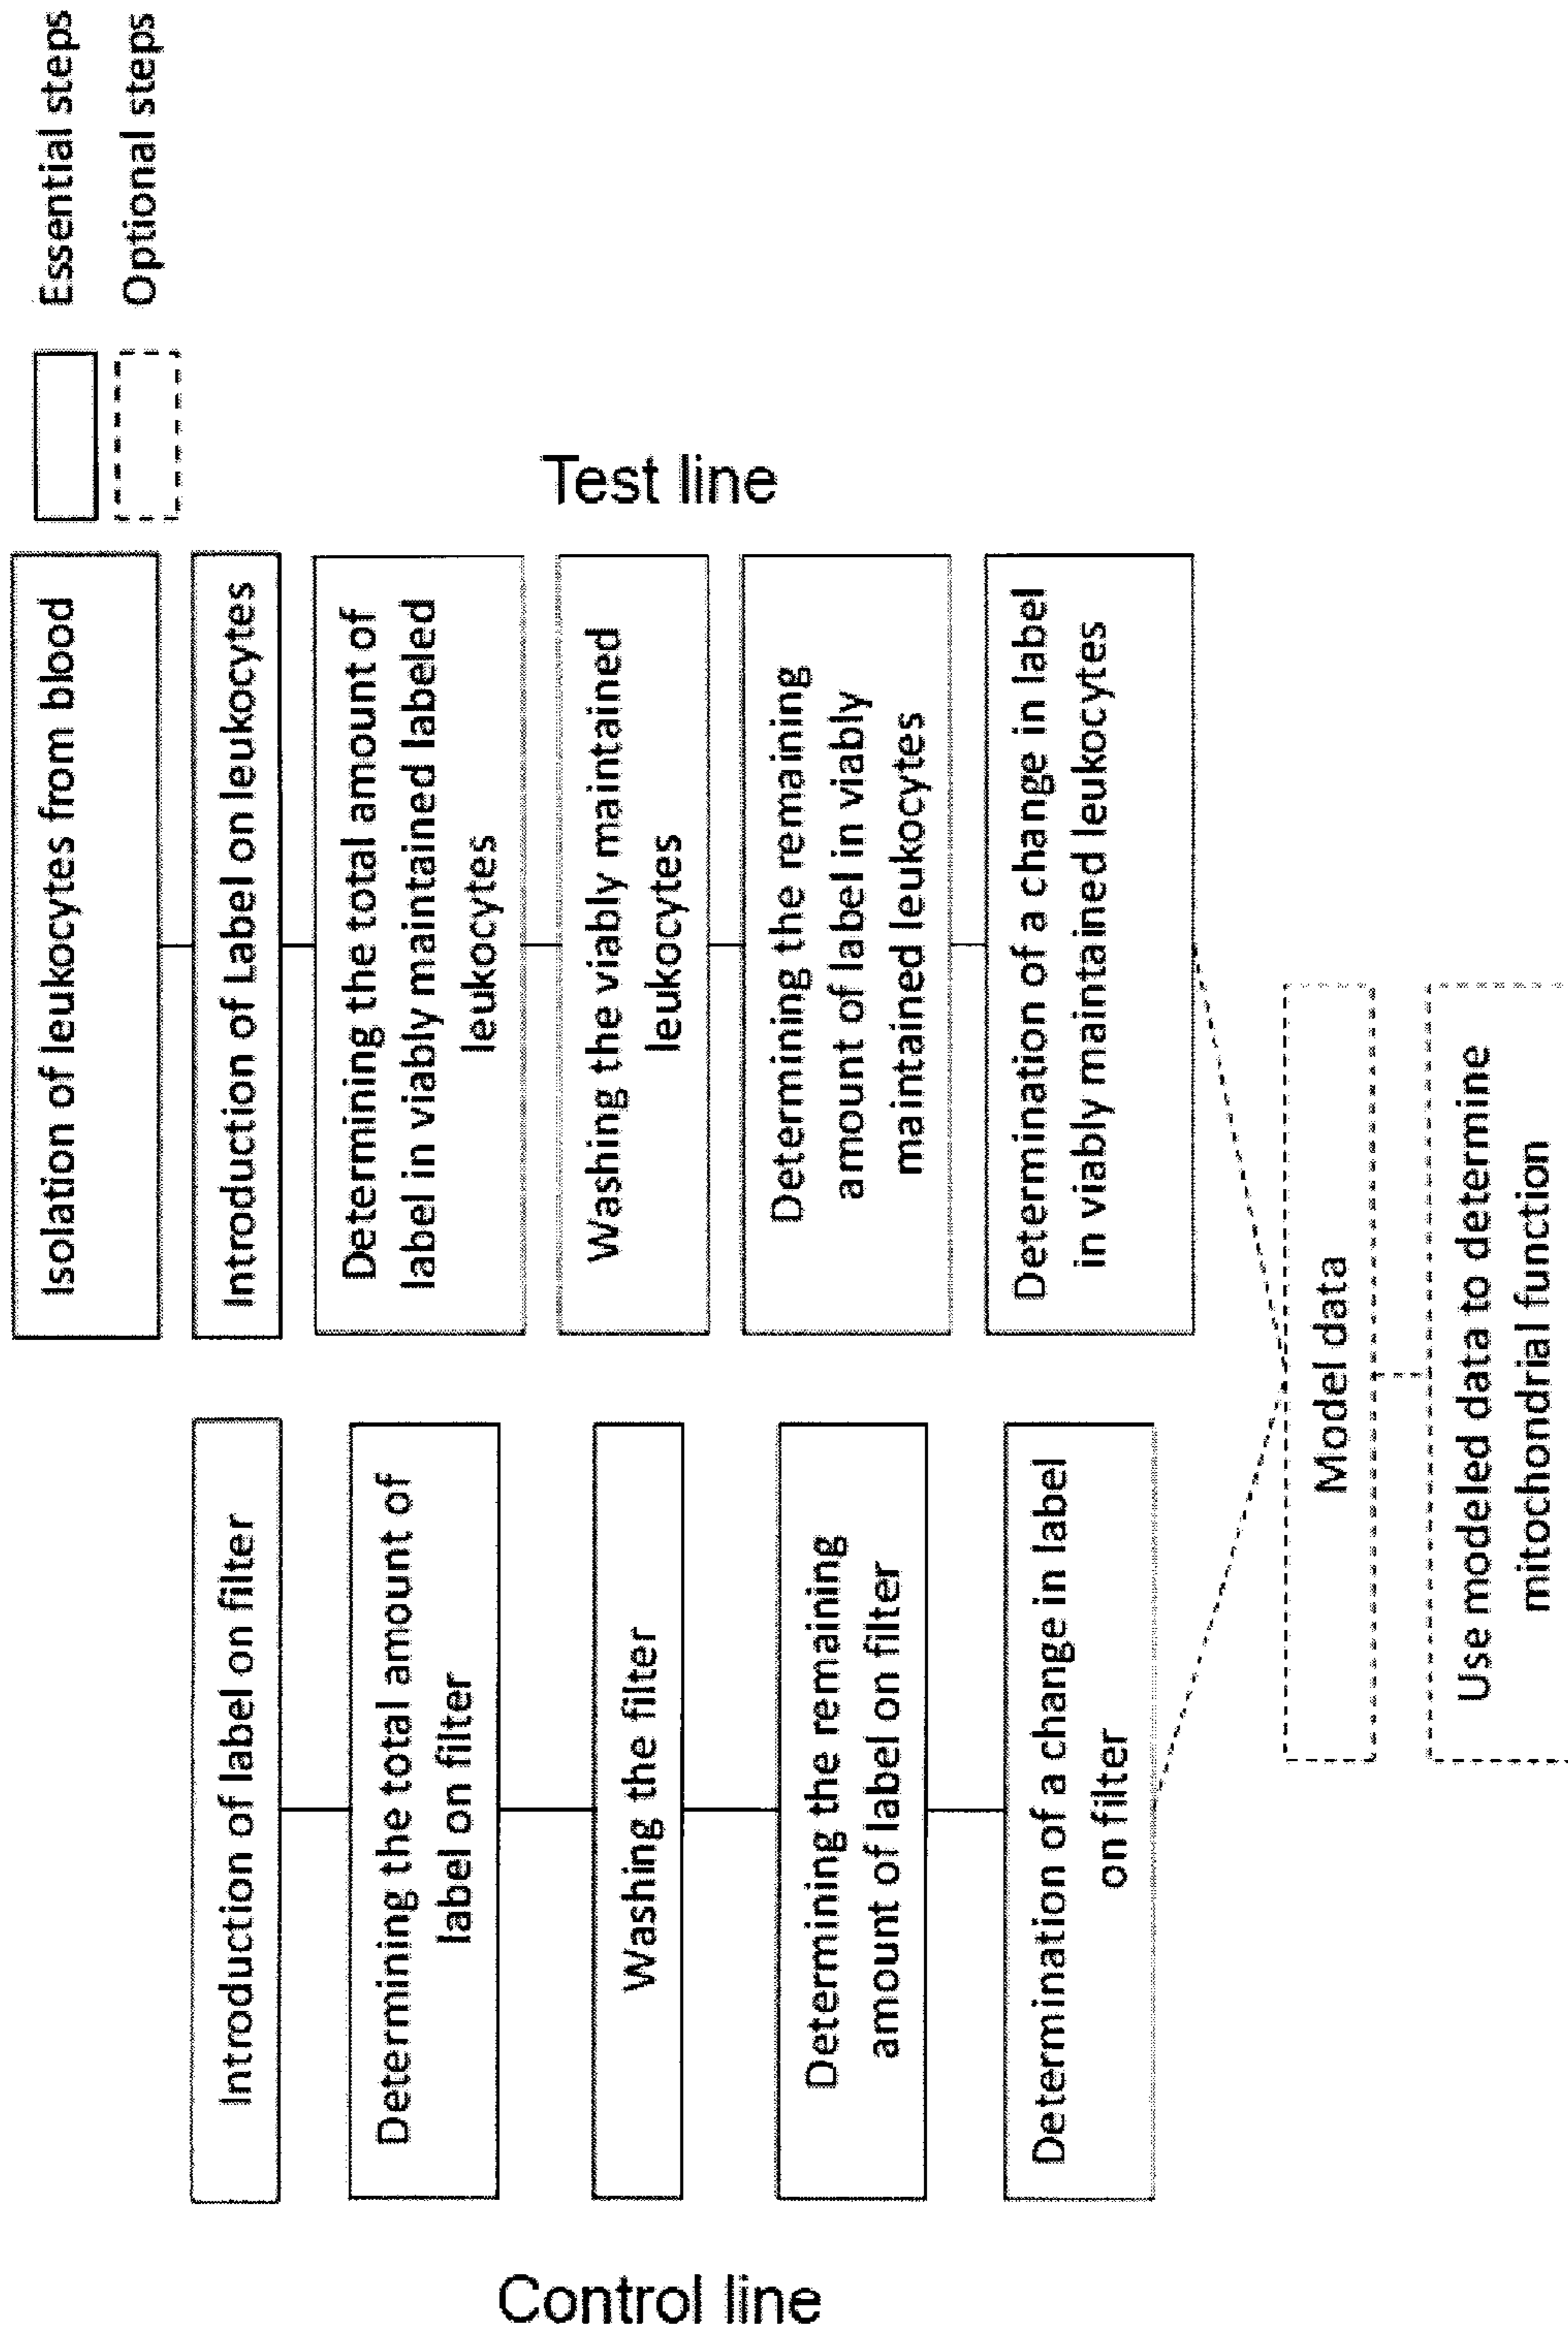 Essential steps
Optional steps
Control line
Introduction of label on filter
Determining the total amount of
label on filter
Washing the filter
Determining the remaining
amount of label on filter
Determination of a change in label
on filter
Isolation of leukocytes from blood
Introduction of Label on leukocytes
Determining the total amount of
label in viably maintained labeled
leukocytes
Washing the viably maintained
leukocytes
Determining the remaining
amount of label in viably
maintained leukocytes
Determination of a change in label
in viably maintained leukocytes
Test line
Model data
Use modeled data to determine
mitochondrial function